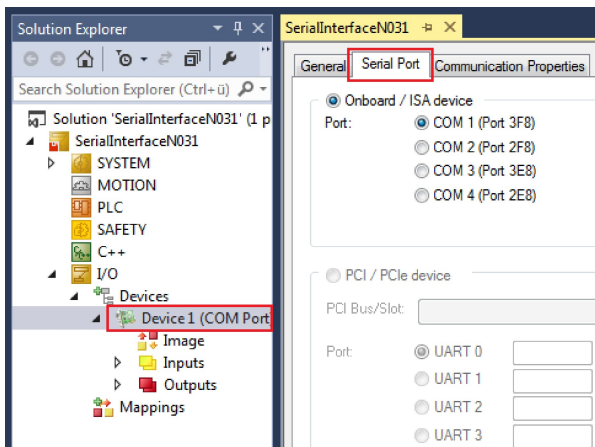 Solution Explorer
Search Solution Explorer (Ctrl+ü)
Solution 'SerialInterfaceN031' (1 p
SerialInterfaceN031
SYSTEM
MOTION
PLC
SAFETY
C++
I/O
Devices
Device 1 (COM Port
Image
Inputs
Outputs
Mappings
SerialInterfaceN031
General
Serial Port
Communication Properties
Onboard / ISA device
Port:
COM 1 (Port 3F8)
COM 2 (Port 2F8)
COM 3 (Port 3E8)
COM 4 (Port 2E8)
PCI / PCIe device
PCI Bus/Slot:
Port:
UART 0
UART 1
UART 2
UART 3